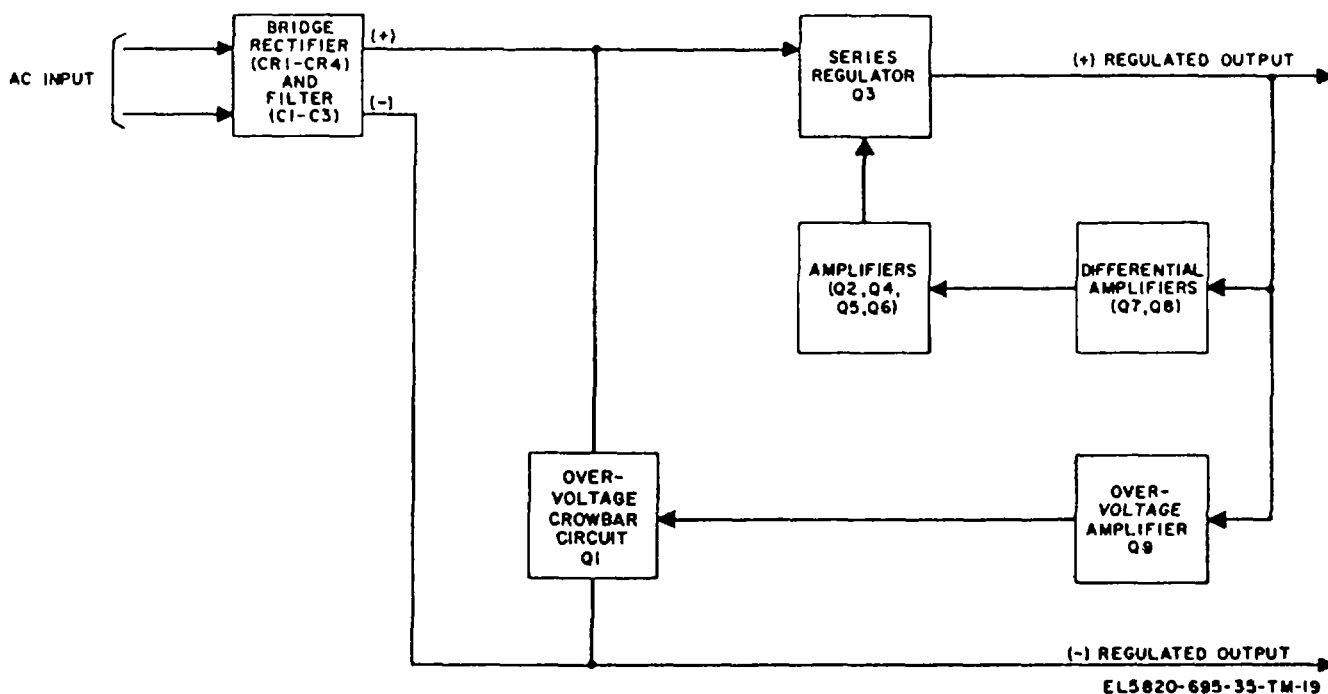 BRIDGE
RECTIFIER
(CR1-CR4)
AND
FILTER
(C1-C3)
(+)
(-)
AC INPUT
SERIES
REGULATOR
Q3
(+) REGULATED OUTPUT
AMPLIFIERS
(Q2,Q4,
Q5,Q6)
DIFFERENTIAL
AMPLIFIERS
(Q7,Q8)
OVER-
VOLTAGE
CROWBAR
CIRCUIT
Q1
OVER-
VOLTAGE
AMPLIFIER
Q9
(-) REGULATED OUTPUT
EL5820-695-35-TM-19